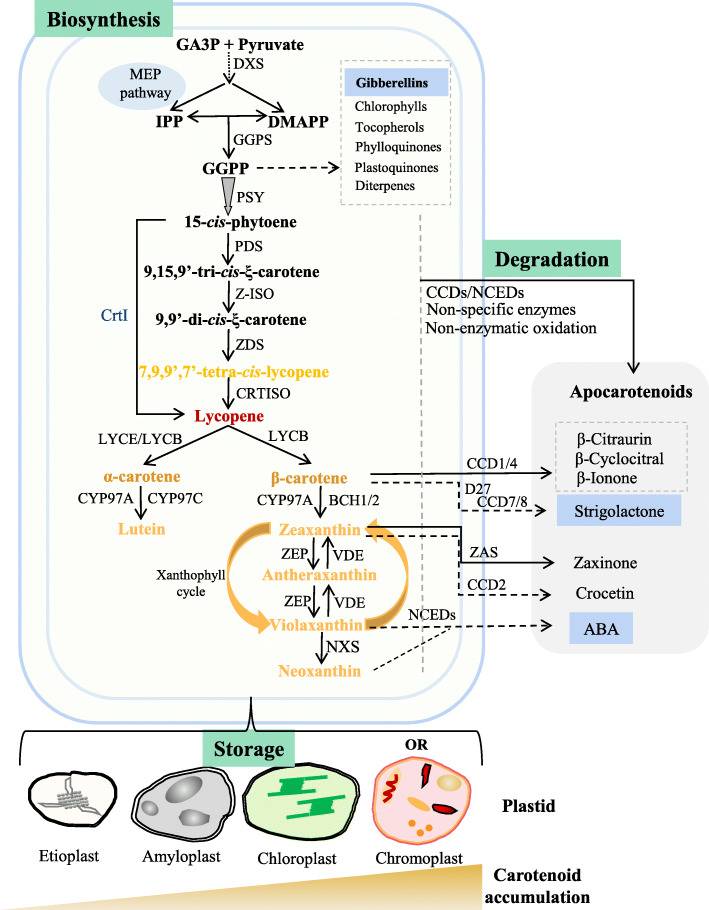 Biosynthesis
GA3P + Pyruvate
DXS
MEP
pathway
IPP
DMAPP
GGPS
GGPP
Gibberellins
Chlorophylls
Tocopherols
Phylloquinones
Plastoquinones
Diterpenes
PSY
15-cis-phytoene
PDS
9,15,9’-tri-cis-ξ-carotene
Z-ISO
CrtI
9,9’-di-cis-ξ-carotene
ZDS
7,9,9’,7’-tetra-cis-lycopene
CRTISO
Lycopene
LYCE/LYCB
LYCB
α-carotene
β-carotene
CYP97A
CYP97C
CYP97A
BCH1/2
Lutein
Zeaxanthin
ZEP
VDE
Xanthophyll
cycle
Antheraxanthin
ZEP
VDE
Violaxanthin
NXS
Neoxanthin
Degradation
CCDs/NCEDs
Non-specific enzymes
Non-enzymatic oxidation
Apocarotenoids
CCD1/4
β-Citraurin
β-Cyclocitral
β-Ionone
D27
CCD7/8
Strigolactone
ZAS
Zaxinone
CCD2
Crocetin
NCEDs
ABA
Storage
OR
Plastid
Etioplast
Amyloplast
Chloroplast
Chromoplast
Carotenoid
accumulation